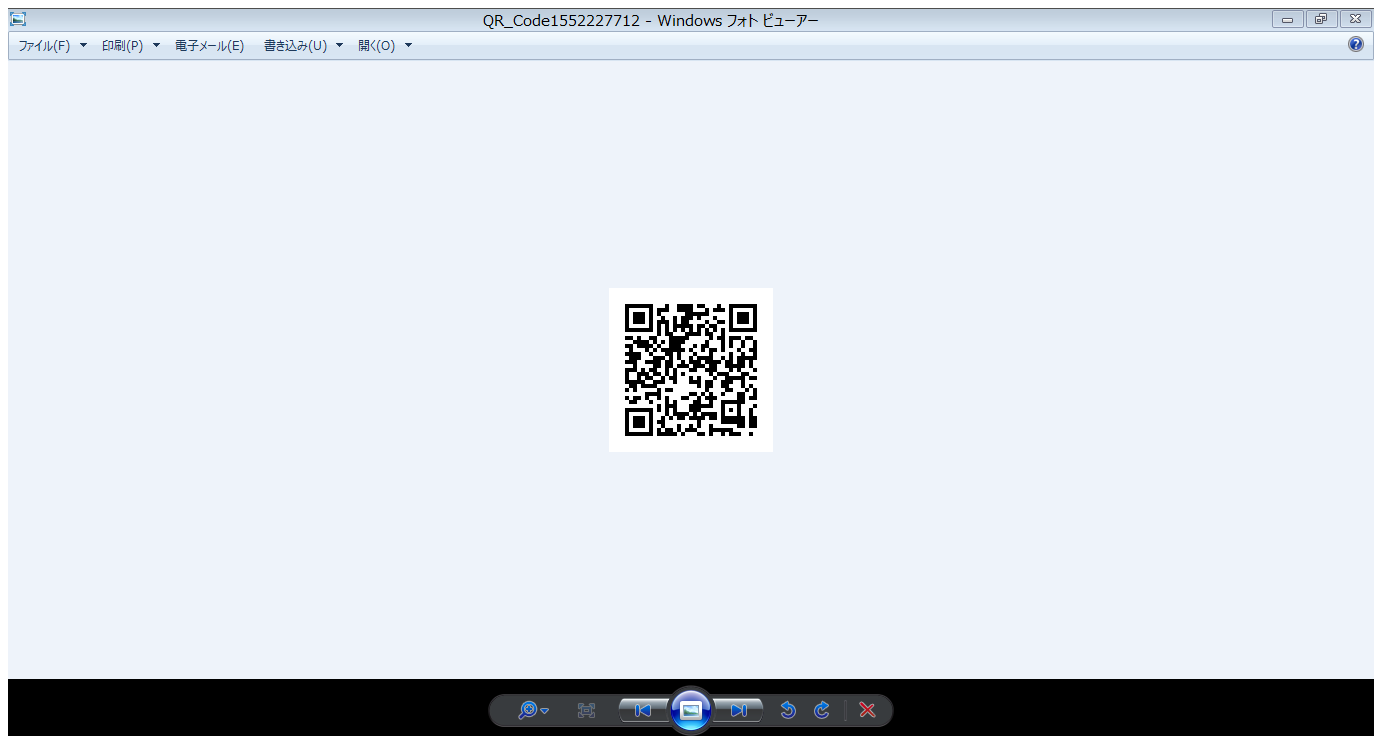 QR_Code1552227712 - Windows フォト ビューアー
ファイル(F) 印刷(P) 電子メール(E) 書き込み(U) 開く(O)